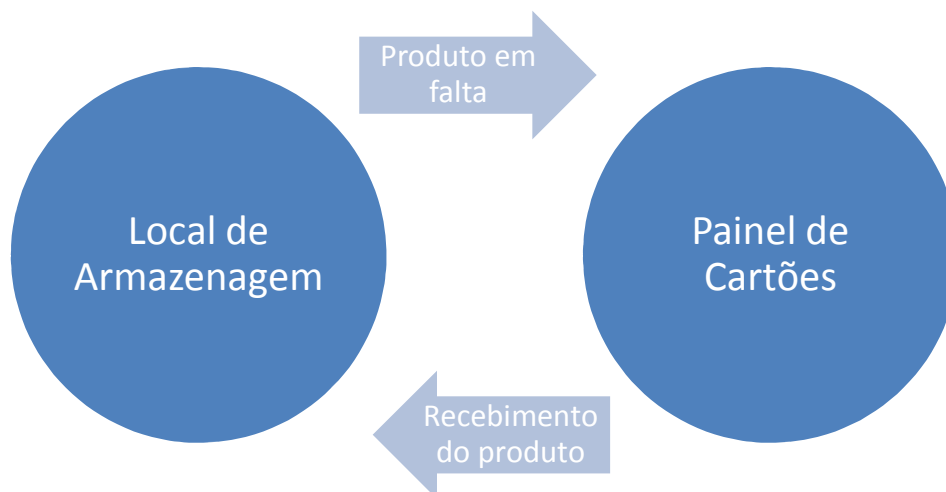 Produto em
falta
Local de
Armazenagem
Painel de
Cartões
Recebimento
do produto